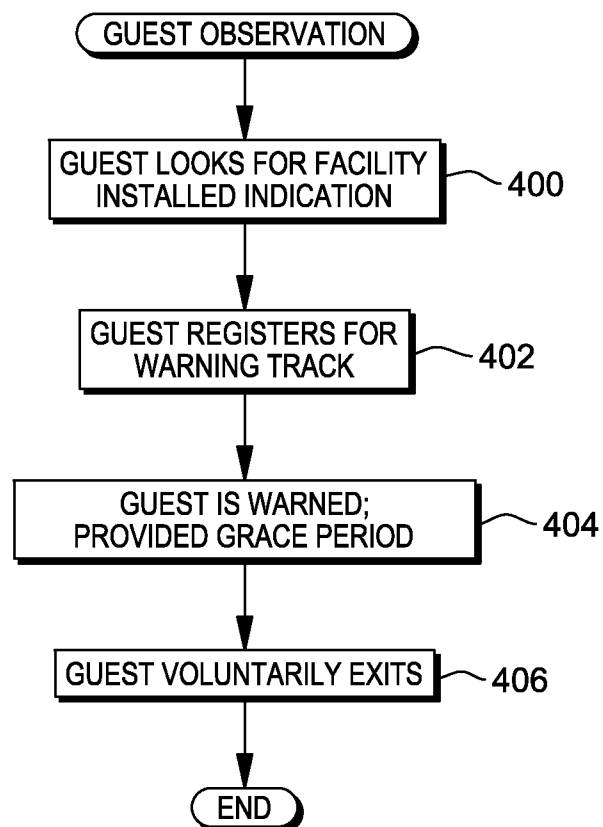 GUEST OBSERVATION
GUEST LOOKS FOR FACILITY
INSTALLED INDICATION
400
GUEST REGISTERS FOR
WARNING TRACK
402
GUEST IS WARNED;
PROVIDED GRACE PERIOD
404
GUEST VOLUNTARILY EXITS
406
END